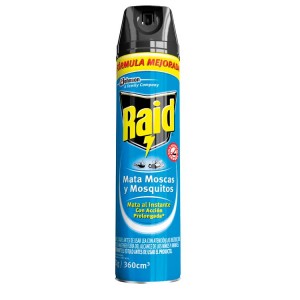 FÓRMULA MEJORADA
SC Johnson
A Family Company
Raid
Mata Moscas
y Mosquitos
Mata al Instante
Con Acción
Prolongada*
360cm³